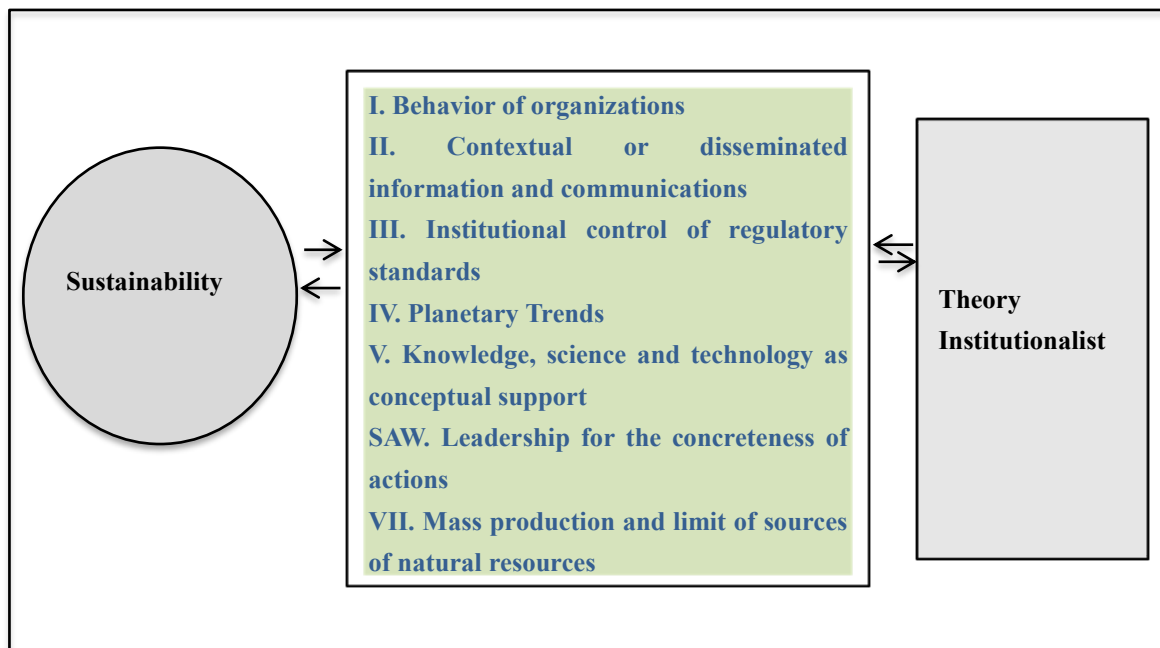 Sustainability
I. Behavior of organizations
II. Contextual or disseminated
information and communications
III. Institutional control of regulatory
standards
IV. Planetary Trends
V. Knowledge, science and technology as
conceptual support
SAW. Leadership for the concreteness of
actions
VII. Mass production and limit of sources
of natural resources
Theory
Institutionalist